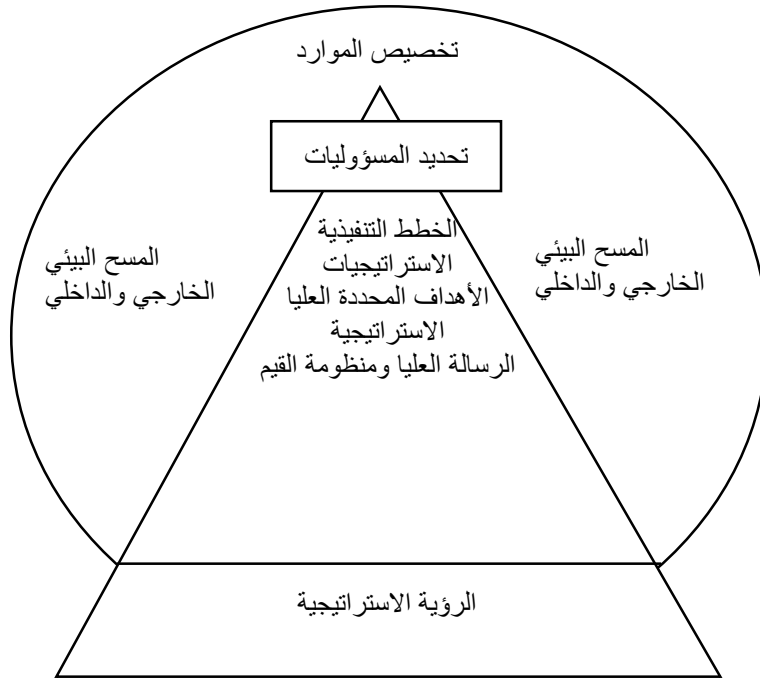 تخصيص الموارد
تحديد المسؤوليات
المسح البيئي
الخارجي والداخلي
الخطط التنفيذية
الاستراتيجيات
الأهداف المحددة العليا
الاستراتيجية
الرسالة العليا ومنظومة القيم
المسح البيئي
الخارجي والداخلي
الرؤية الاستراتيجية